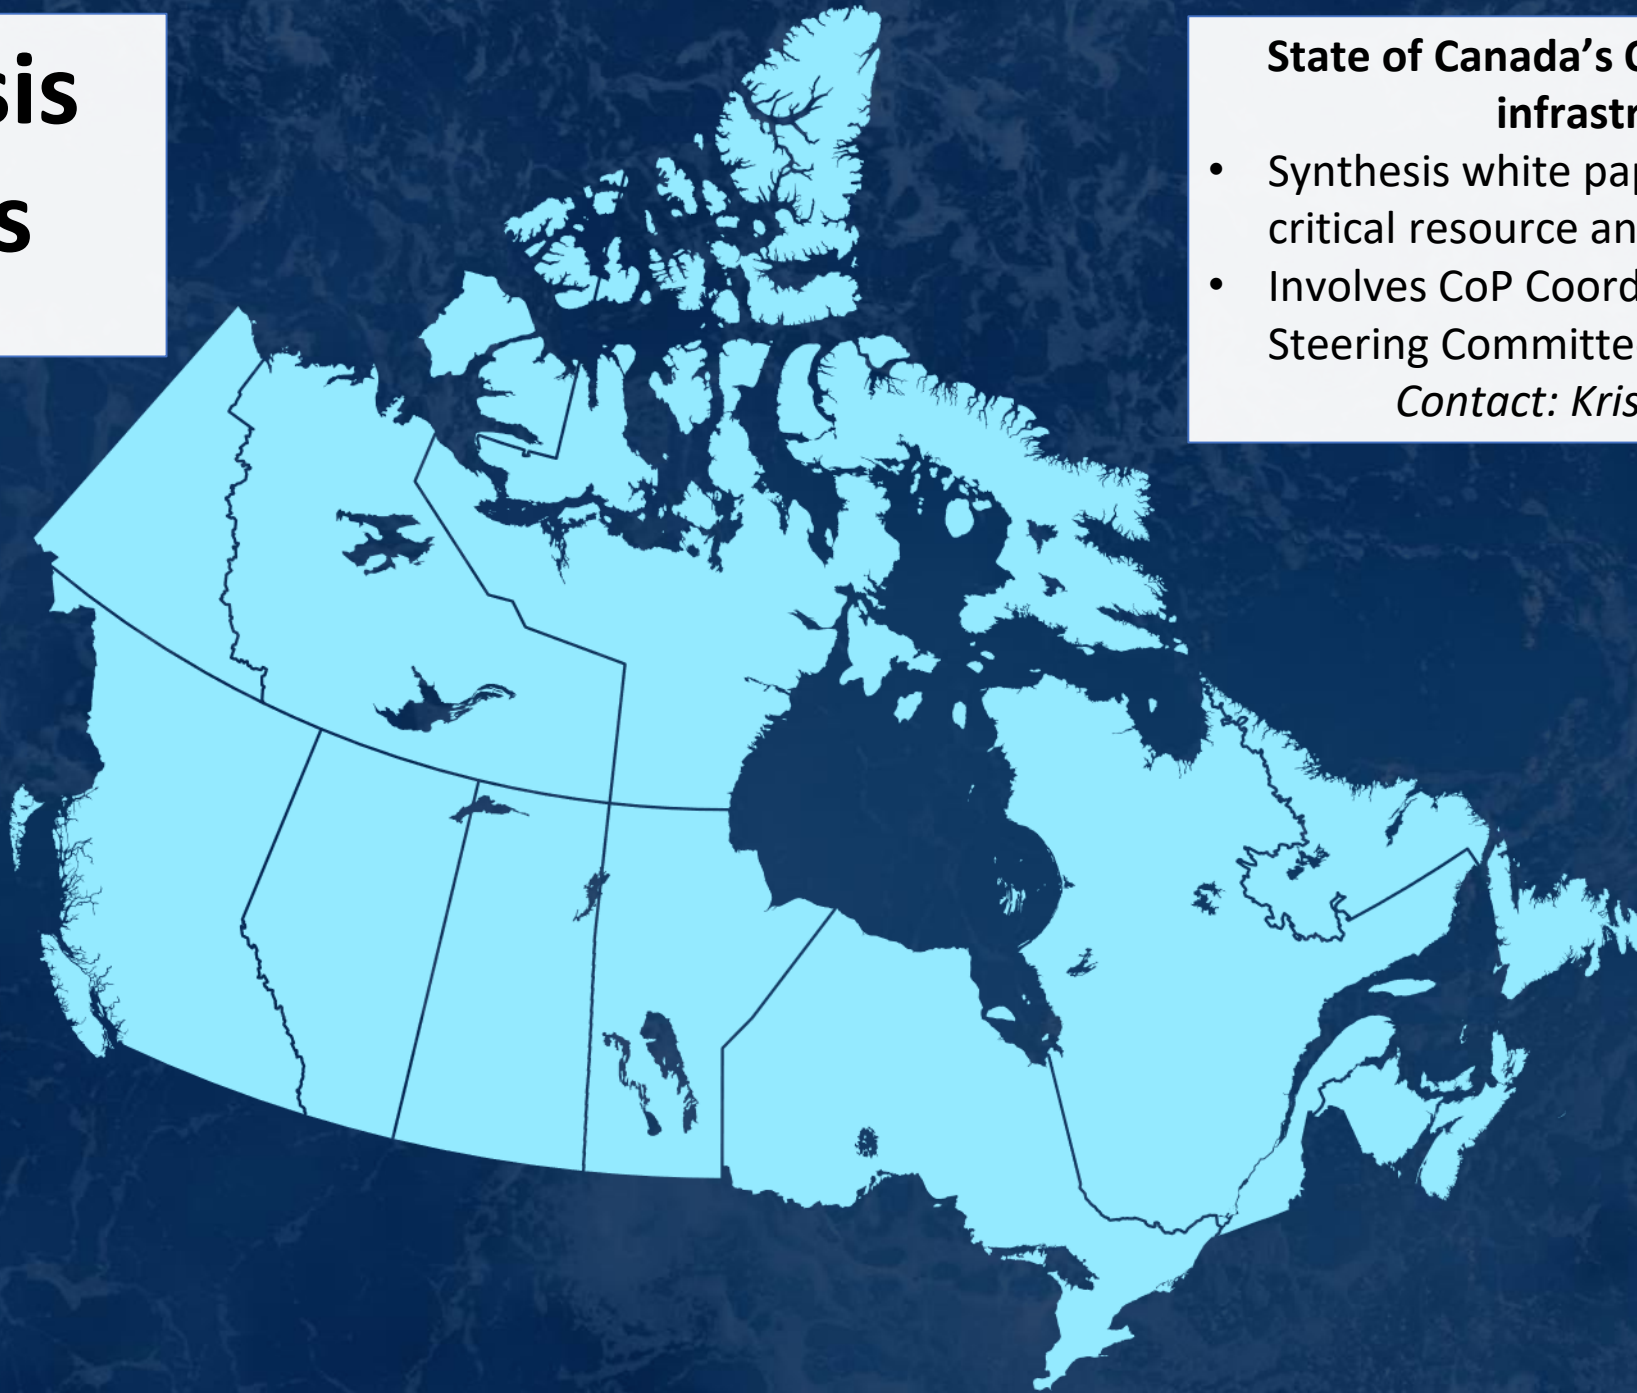 sis
s
State of Canada’s
infrastr
• Synthesis white pap
critical resource an
• Involves CoP Coord
Steering Committe
Contact: Kris